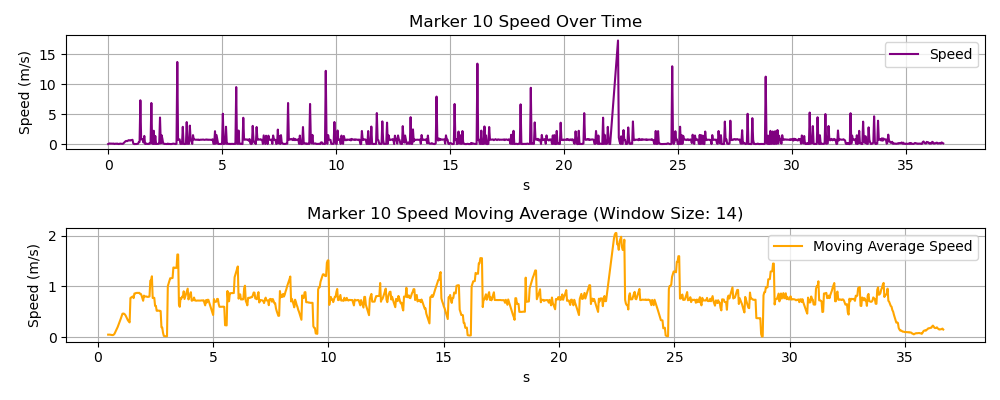 Marker 10 Speed Over Time
Speed (m/s)
15
10
5
0
Speed
0 5 10 15 20 25 30 35
s
Marker 10 Speed Moving Average (Window Size: 14)
Speed (m/s)
2
1
0
Moving Average Speed
0 5 10 15 20 25 30 35
s